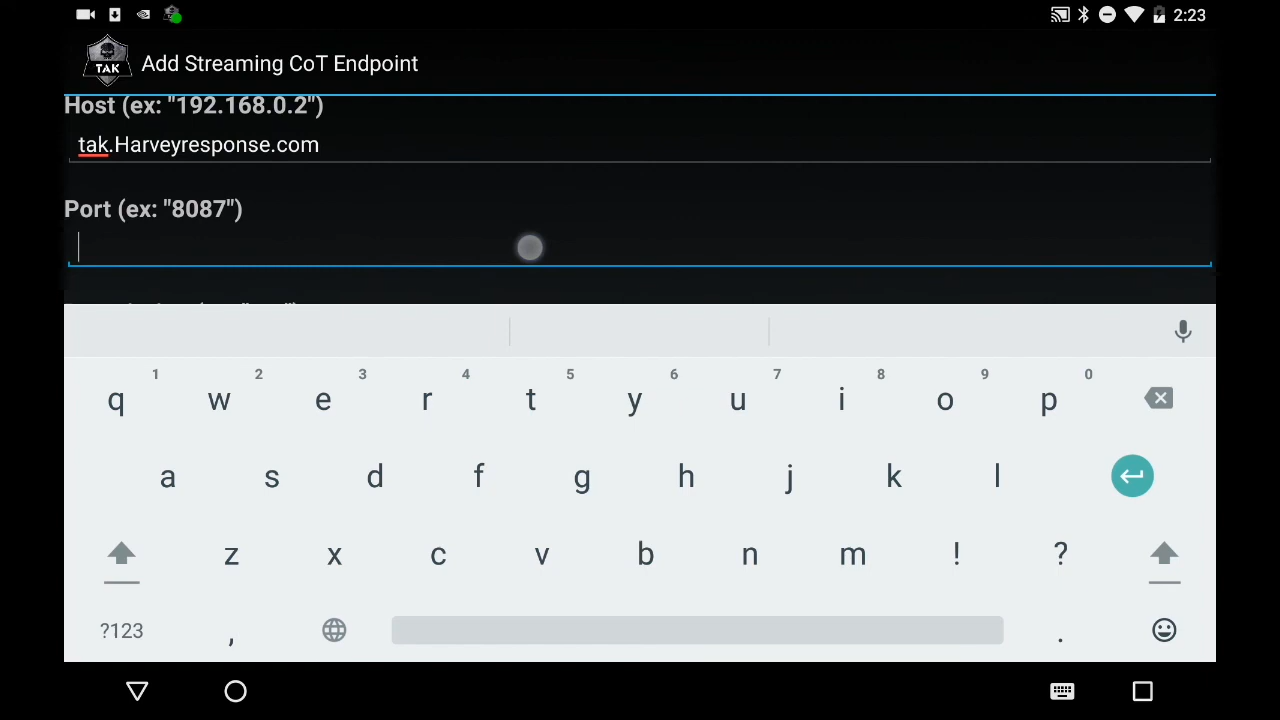 2:23
TAK
Add Streaming CoT Endpoint
Host (ex: "192.168.0.2")
tak.Harveyresponse.com
Port (ex: "8087")
1 2 3 4 5 6 7 8 9 0
q w e r t y u i o p
a s d f g h j k l
z x c v b n m ! ?
?123 , .